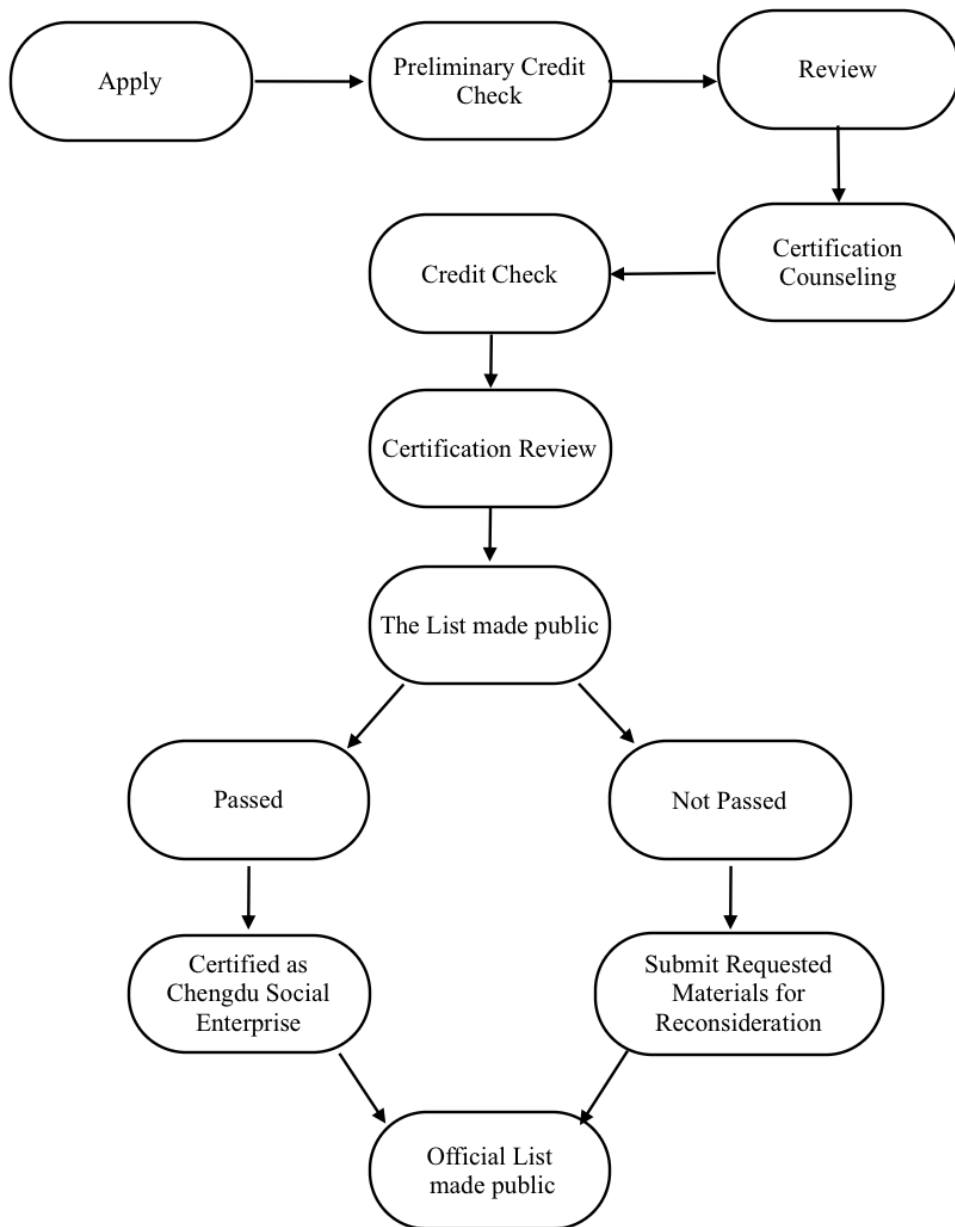 Apply
Preliminary Credit
Check
Review
Certification
Counseling
Credit Check
Certification Review
The List made public
Passed
Not Passed
Certified as
Chengdu Social
Enterprise
Submit Requested
Materials for
Reconsideration
Official List
made public